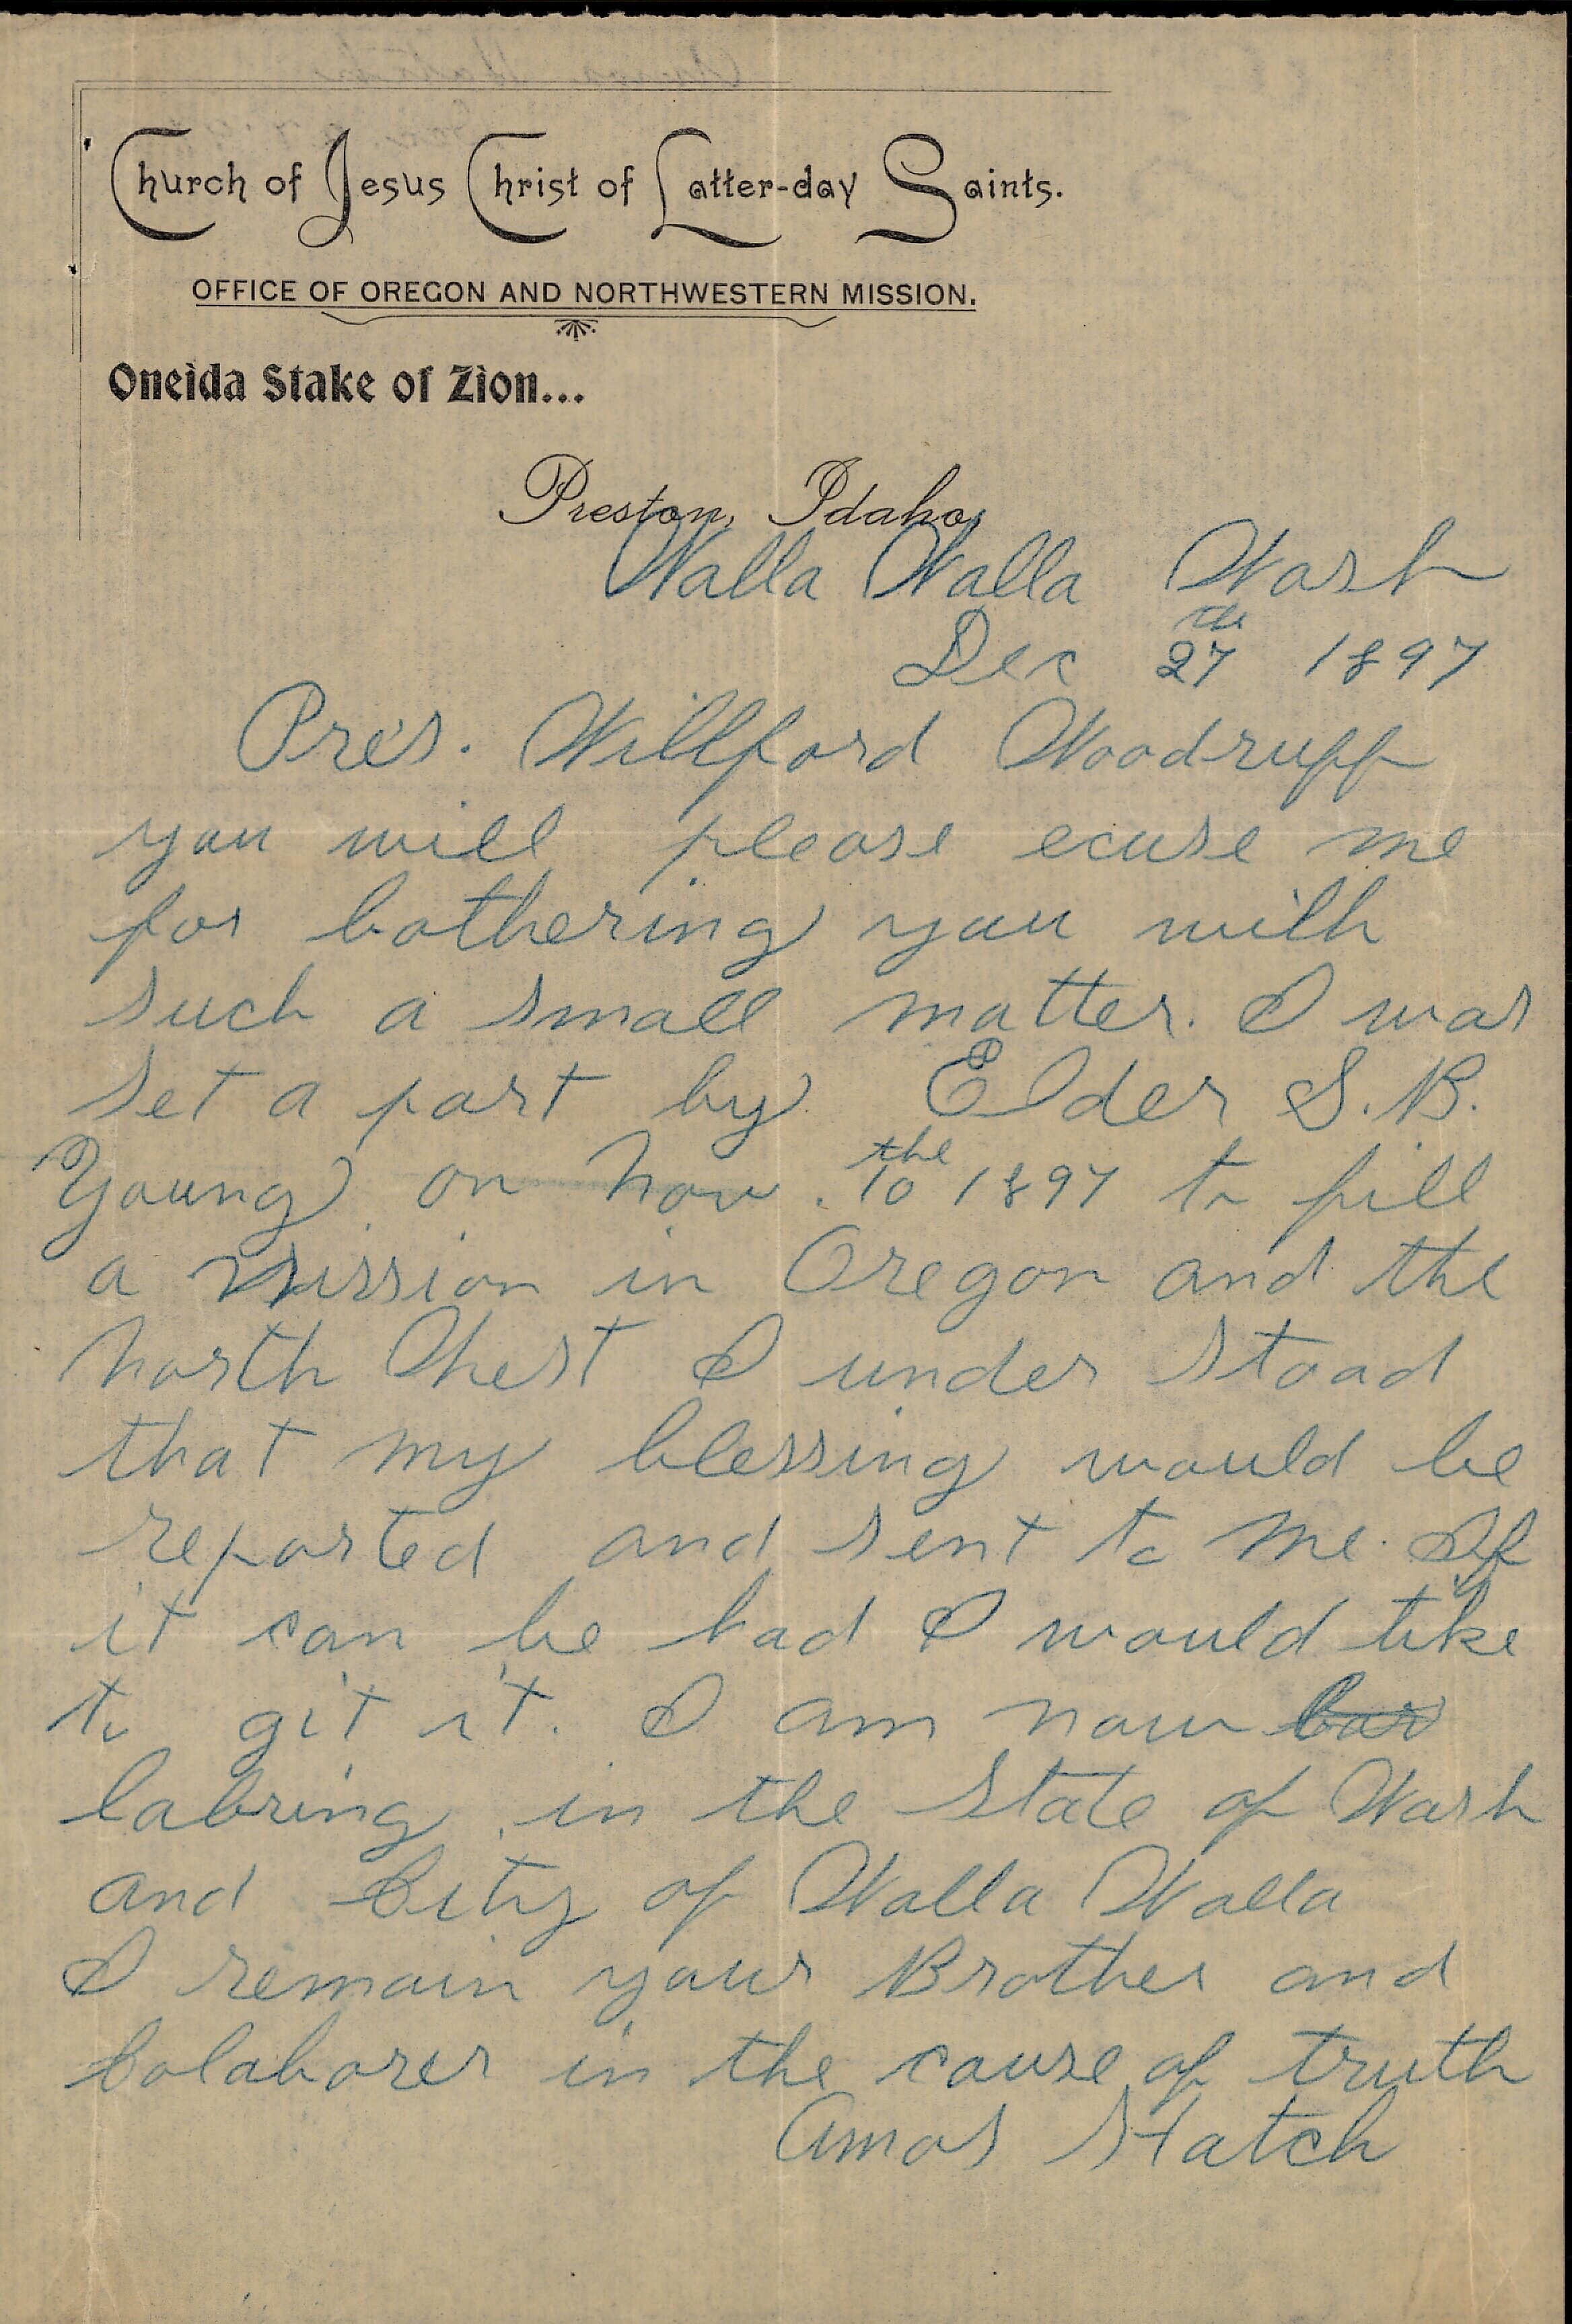 Church of Jesus Christ of Latter-day Saints.
OFFICE OF OREGON AND NORTHWESTERN MISSION.
Oneida Stake of Zion...
Preston, Idaho,
Walla Walla Wash
Dec 27th 1897
Pres. Willford Woodruff
you will please ecuse me
for bothering you with
such a small matter. I was
set a part by Elder S. B.
Young on Nov. 10the 1897 to fill
a mission in Oregon and the
North West I under stood
that my blessing would be
reported and sent to me. If
it can be had I would like
to git it. I am now
labring in the state of Wash
and City of Walla Walla
I remain your Brother and
Colaborer in the cause of truth
Amos Hatch